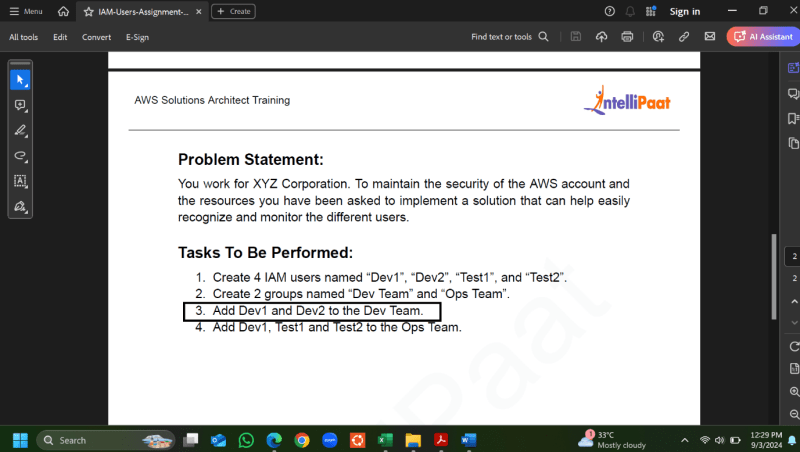 Menu
IAM-Users-Assignment-...
+ Create
Sign in
All tools
Edit
Convert
E-Sign
Find text or tools
AI Assistant
AWS Solutions Architect Training
IntelliPaat
Problem Statement:
You work for XYZ Corporation. To maintain the security of the AWS account and
the resources you have been asked to implement a solution that can help easily
recognize and monitor the different users.
Tasks To Be Performed:
1. Create 4 IAM users named “Dev1”, “Dev2”, “Test1”, and “Test2”.
2. Create 2 groups named “Dev Team” and “Ops Team”.
3. Add Dev1 and Dev2 to the Dev Team.
4. Add Dev1, Test1 and Test2 to the Ops Team.
Paat
2
2
Search
zoom
1
33°C
Mostly cloudy
12:29 PM
9/3/2024